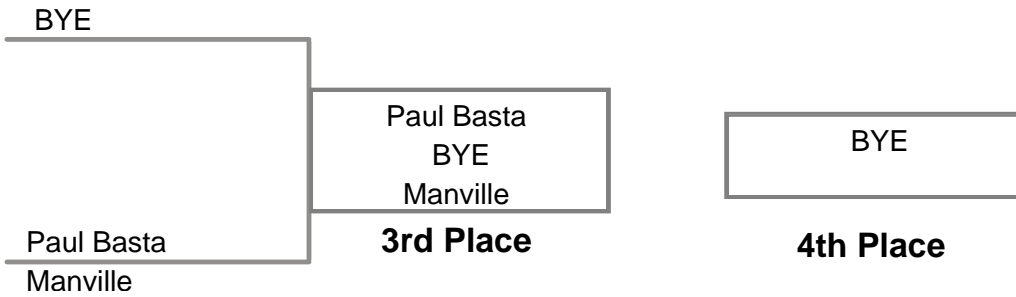 BYE
Paul Basta
BYE
Manville
3rd Place
BYE
4th Place
Paul Basta
Manville